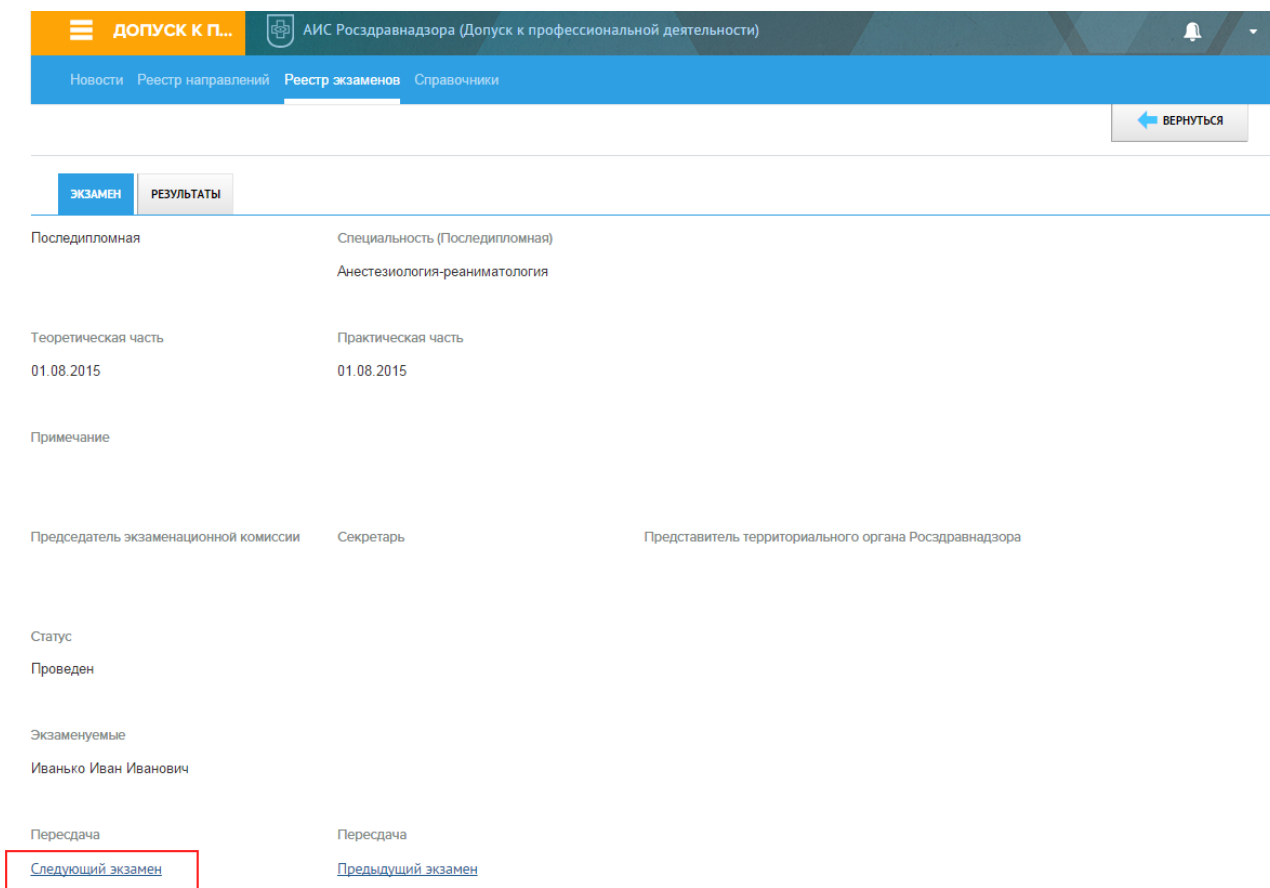 ДОПУСК К П... АИС Росздравнадзора (Допуск к профессиональной деятельности)
Новости Реестр направлений Реестр экзаменов Справочники
ВЕРНУТЬСЯ
ЭКЗАМЕН РЕЗУЛЬТАТЫ
Последипломная Специальность (Последипломная)
Анестезиология-реаниматология
Теоретическая часть Практическая часть
01.08.2015 01.08.2015
Примечание
Председатель экзаменационной комиссии Секретарь Представитель территориального органа Росздравнадзора
Статус
Проведен
Экзаменуемые
Иванько Иван Иванович
Пересдача Пересдача
Следующий экзамен Предыдущий экзамен